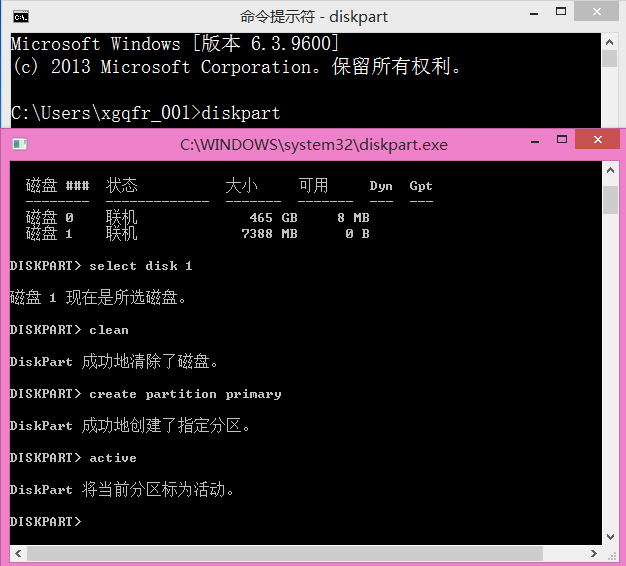 命令提示符 - diskpart
Microsoft Windows [版本 6.3.9600]
(c) 2013 Microsoft Corporation。保留所有权利。
C:\Users\xgqfr_001>diskpart
C:\WINDOWS\system32\diskpart.exe
磁盘 ### 状态 大小 可用 Dyn Gpt
-------- ------------- ------- ------- --- ---
磁盘 0 联机 465 GB 8 MB
磁盘 1 联机 7388 MB 0 B
DISKPART> select disk 1
磁盘 1 现在是所选磁盘。
DISKPART> clean
DiskPart 成功地清除了磁盘。
DISKPART> create partition primary
DiskPart 成功地创建了指定分区。
DISKPART> active
DiskPart 将当前分区标为活动。
DISKPART>